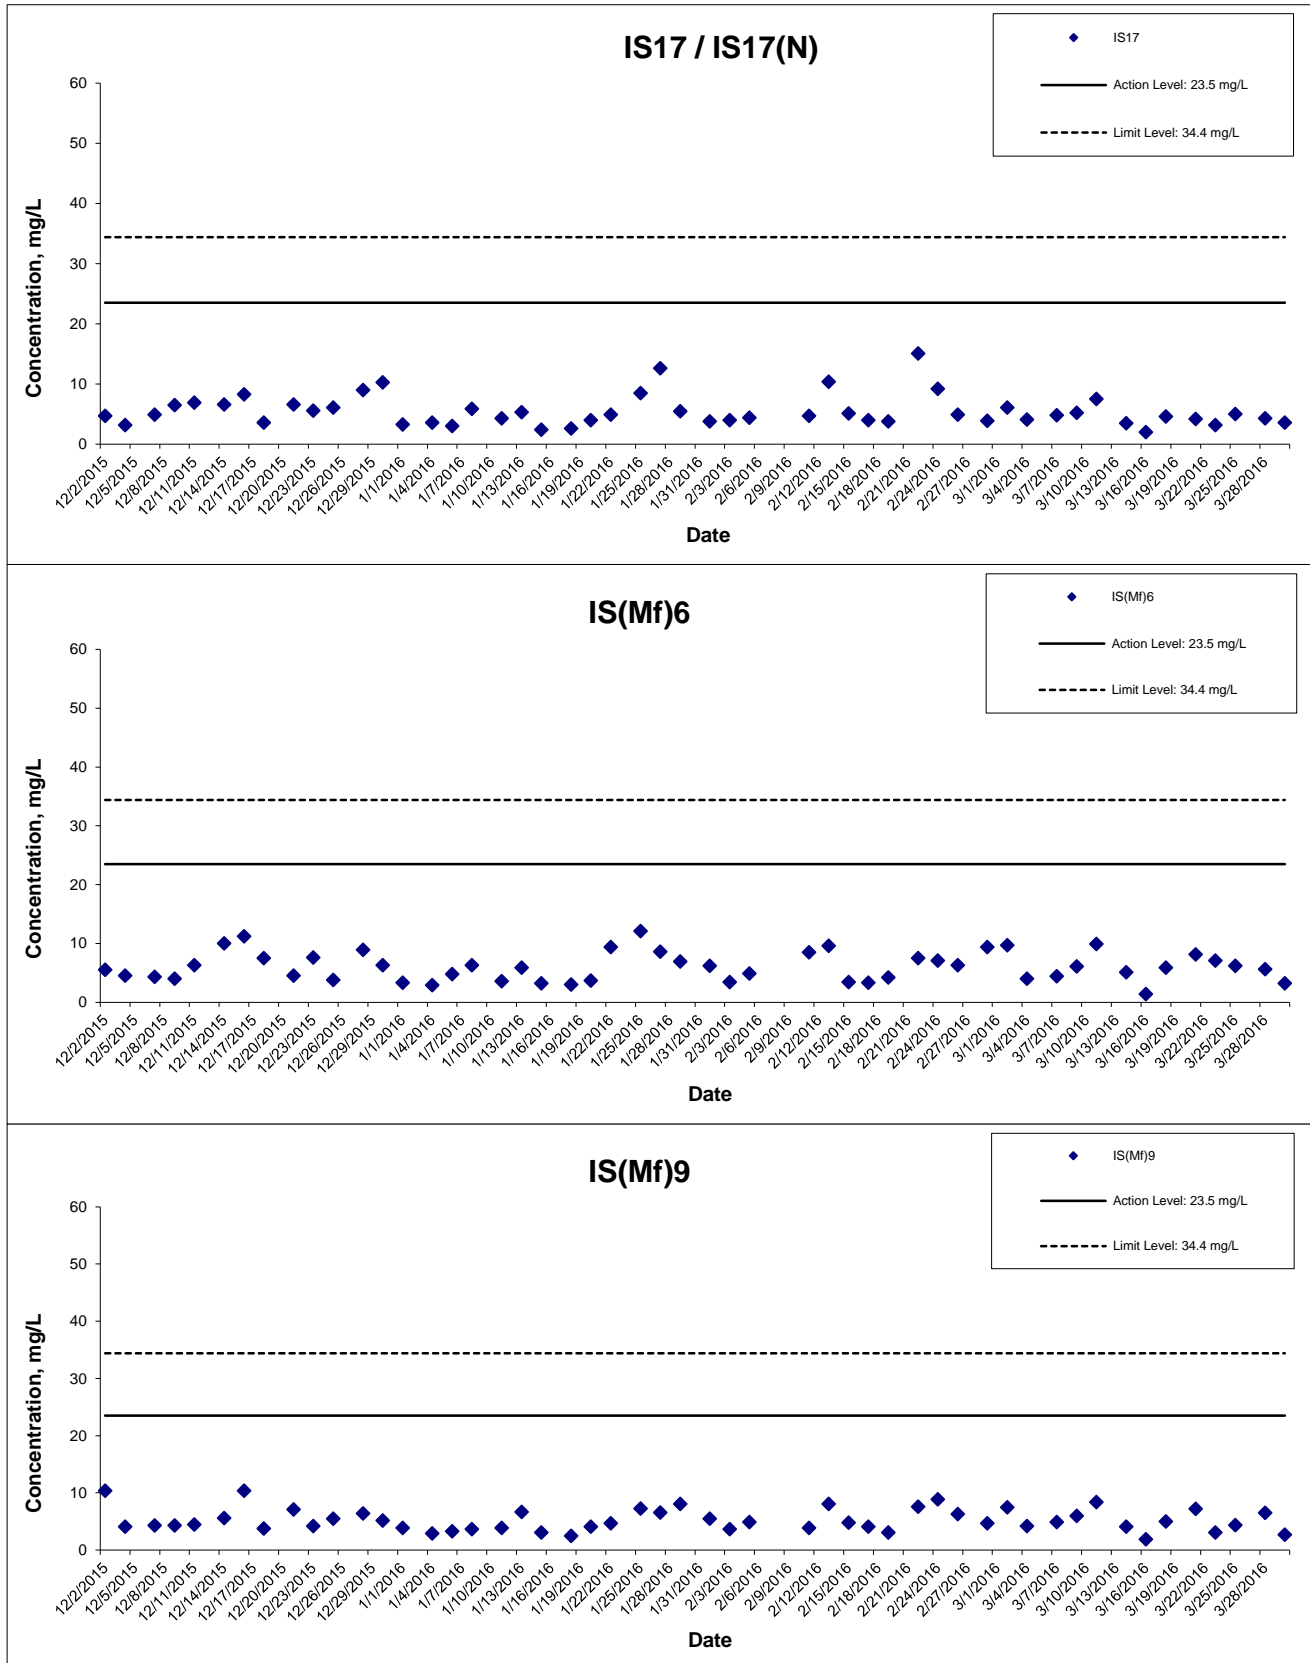 IS17 / IS17(N)
IS17
Action Level: 23.5 mg/L
Limit Level: 34.4 mg/L
Concentration, mg/L
60
50
40
30
20
10
0
12/2/2015 12/5/2015 12/8/2015 12/11/2015 12/14/2015 12/17/2015 12/20/2015 12/23/2015 12/26/2015 12/29/2015 1/1/2016 1/4/2016 1/7/2016 1/10/2016 1/13/2016 1/16/2016 1/19/2016 1/22/2016 1/25/2016 1/28/2016 1/31/2016 2/3/2016 2/6/2016 2/9/2016 2/12/2016 2/15/2016 2/18/2016 2/21/2016 2/24/2016 2/27/2016 3/1/2016 3/4/2016 3/7/2016 3/10/2016 3/13/2016 3/16/2016 3/19/2016 3/22/2016 3/25/2016 3/28/2016
Date
IS(Mf)6
IS(Mf)6
Action Level: 23.5 mg/L
Limit Level: 34.4 mg/L
Concentration, mg/L
60
50
40
30
20
10
0
12/2/2015 12/5/2015 12/8/2015 12/11/2015 12/14/2015 12/17/2015 12/20/2015 12/23/2015 12/26/2015 12/29/2015 1/1/2016 1/4/2016 1/7/2016 1/10/2016 1/13/2016 1/16/2016 1/19/2016 1/22/2016 1/25/2016 1/28/2016 1/31/2016 2/3/2016 2/6/2016 2/9/2016 2/12/2016 2/15/2016 2/18/2016 2/21/2016 2/24/2016 2/27/2016 3/1/2016 3/4/2016 3/7/2016 3/10/2016 3/13/2016 3/16/2016 3/19/2016 3/22/2016 3/25/2016 3/28/2016
Date
IS(Mf)9
IS(Mf)9
Action Level: 23.5 mg/L
Limit Level: 34.4 mg/L
Concentration, mg/L
60
50
40
30
20
10
0
12/2/2015 12/5/2015 12/8/2015 12/11/2015 12/14/2015 12/17/2015 12/20/2015 12/23/2015 12/26/2015 12/29/2015 1/1/2016 1/4/2016 1/7/2016 1/10/2016 1/13/2016 1/16/2016 1/19/2016 1/22/2016 1/25/2016 1/28/2016 1/31/2016 2/3/2016 2/6/2016 2/9/2016 2/12/2016 2/15/2016 2/18/2016 2/21/2016 2/24/2016 2/27/2016 3/1/2016 3/4/2016 3/7/2016 3/10/2016 3/13/2016 3/16/2016 3/19/2016 3/22/2016 3/25/2016 3/28/2016
Date